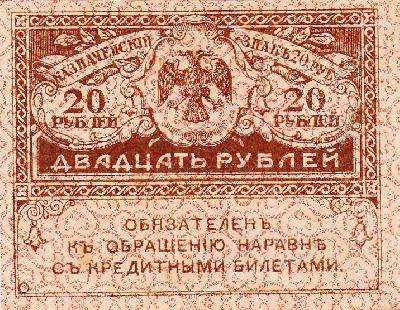 КАЗНАЧЕЙСКІЙ ЗНАКЪ 20 РУБ.
20 20
РУБЛЕЙ РУБЛЕЙ
ДВАДЦАТЬ РУБЛЕЙ
ОБЯЗАТЕЛЕНЪ
КЪ ОБРАЩЕНІЮ НАРАВНѢ
СЪ КРЕДИТНЫМИ БИЛЕТАМИ.